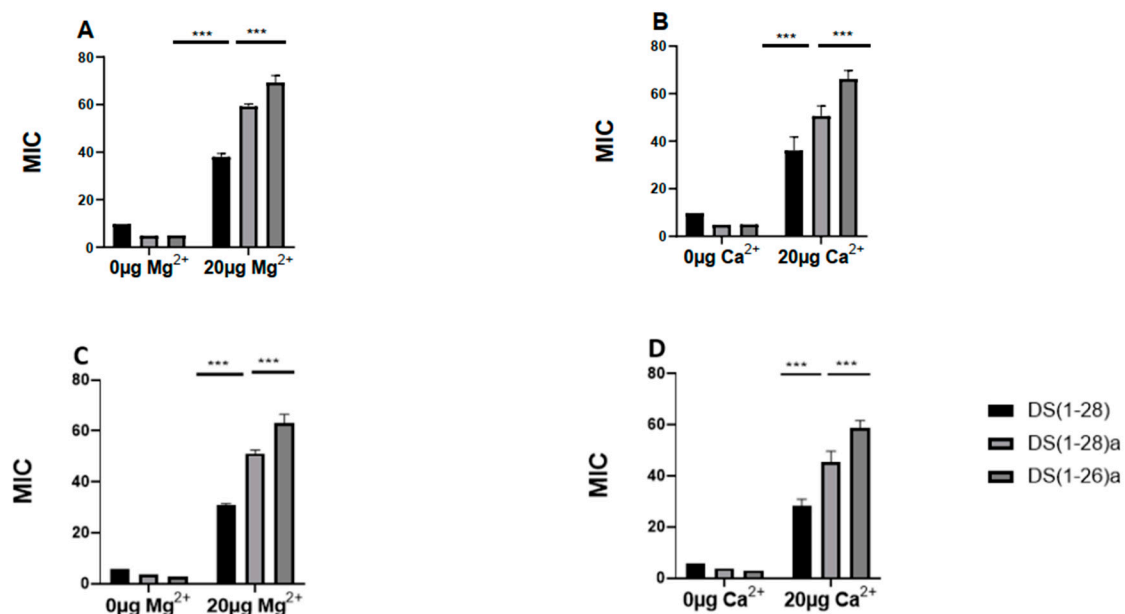 A
*** ***
80
60
40
20
0
MIC
0µg Mg²⁺ 20µg Mg²⁺
B
*** ***
80
60
40
20
0
MIC
0µg Ca²⁺ 20µg Ca²⁺
C
*** ***
80
60
40
20
0
MIC
0µg Mg²⁺ 20µg Mg²⁺
D
*** ***
80
60
40
20
0
MIC
0µg Ca²⁺ 20µg Ca²⁺
DS(1-28)
DS(1-28)a
DS(1-26)a